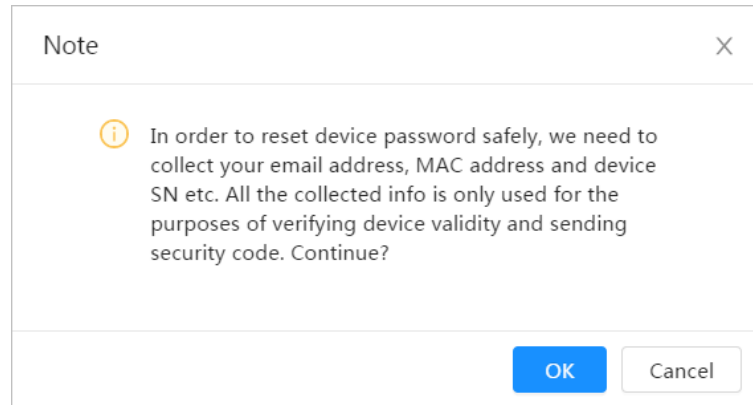 Note
In order to reset device password safely, we need to
collect your email address, MAC address and device
SN etc. All the collected info is only used for the
purposes of verifying device validity and sending
security code. Continue?
OK
Cancel